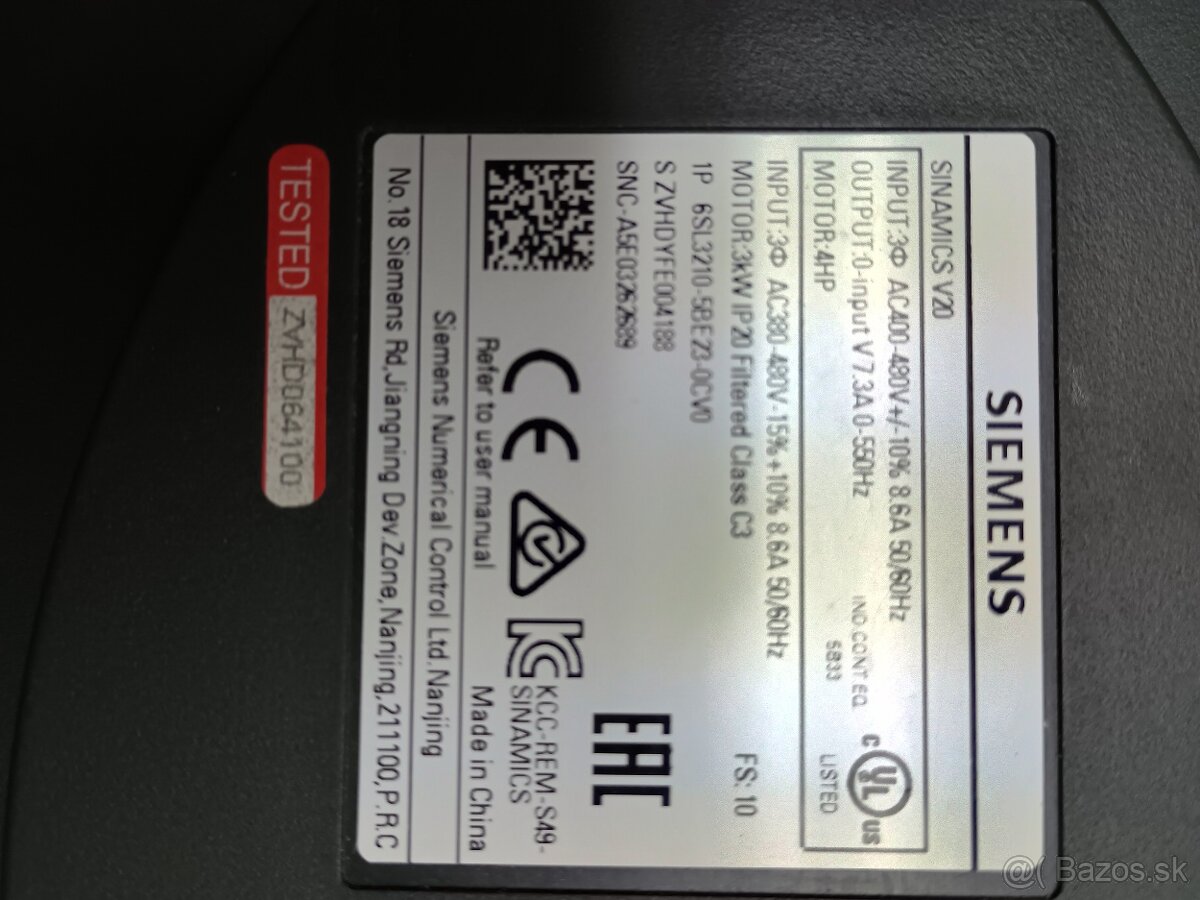 SIEMENS
SINAMICS V20
INPUT:3Φ AC400-480V+/-10% 8.6A 50/60Hz
OUTPUT:0-input V 7.3A 0-550Hz
IND.CONT.EQ
MOTOR:4HP
5B33
LISTED
C UL US
INPUT:3Φ AC380-480V-15%+10% 8.6A 50/60Hz
MOTOR:3kW IP20 Filtered Class C3
FS: 10
1P 6SL3210-5BE23-0CV0
S ZVHDYFE004188
SNC-A5E03262689
EAC
CE
KC
KCC-REM-S49-
SINAMICS
Refer to user manual
Made in China
Siemens Numerical Control Ltd.Nanjing
No.18 Siemens Rd,Jiangning Dev.Zone,Nanjing,211100,P.R.C
TESTED ZVHD064100
@( Bazos.sk